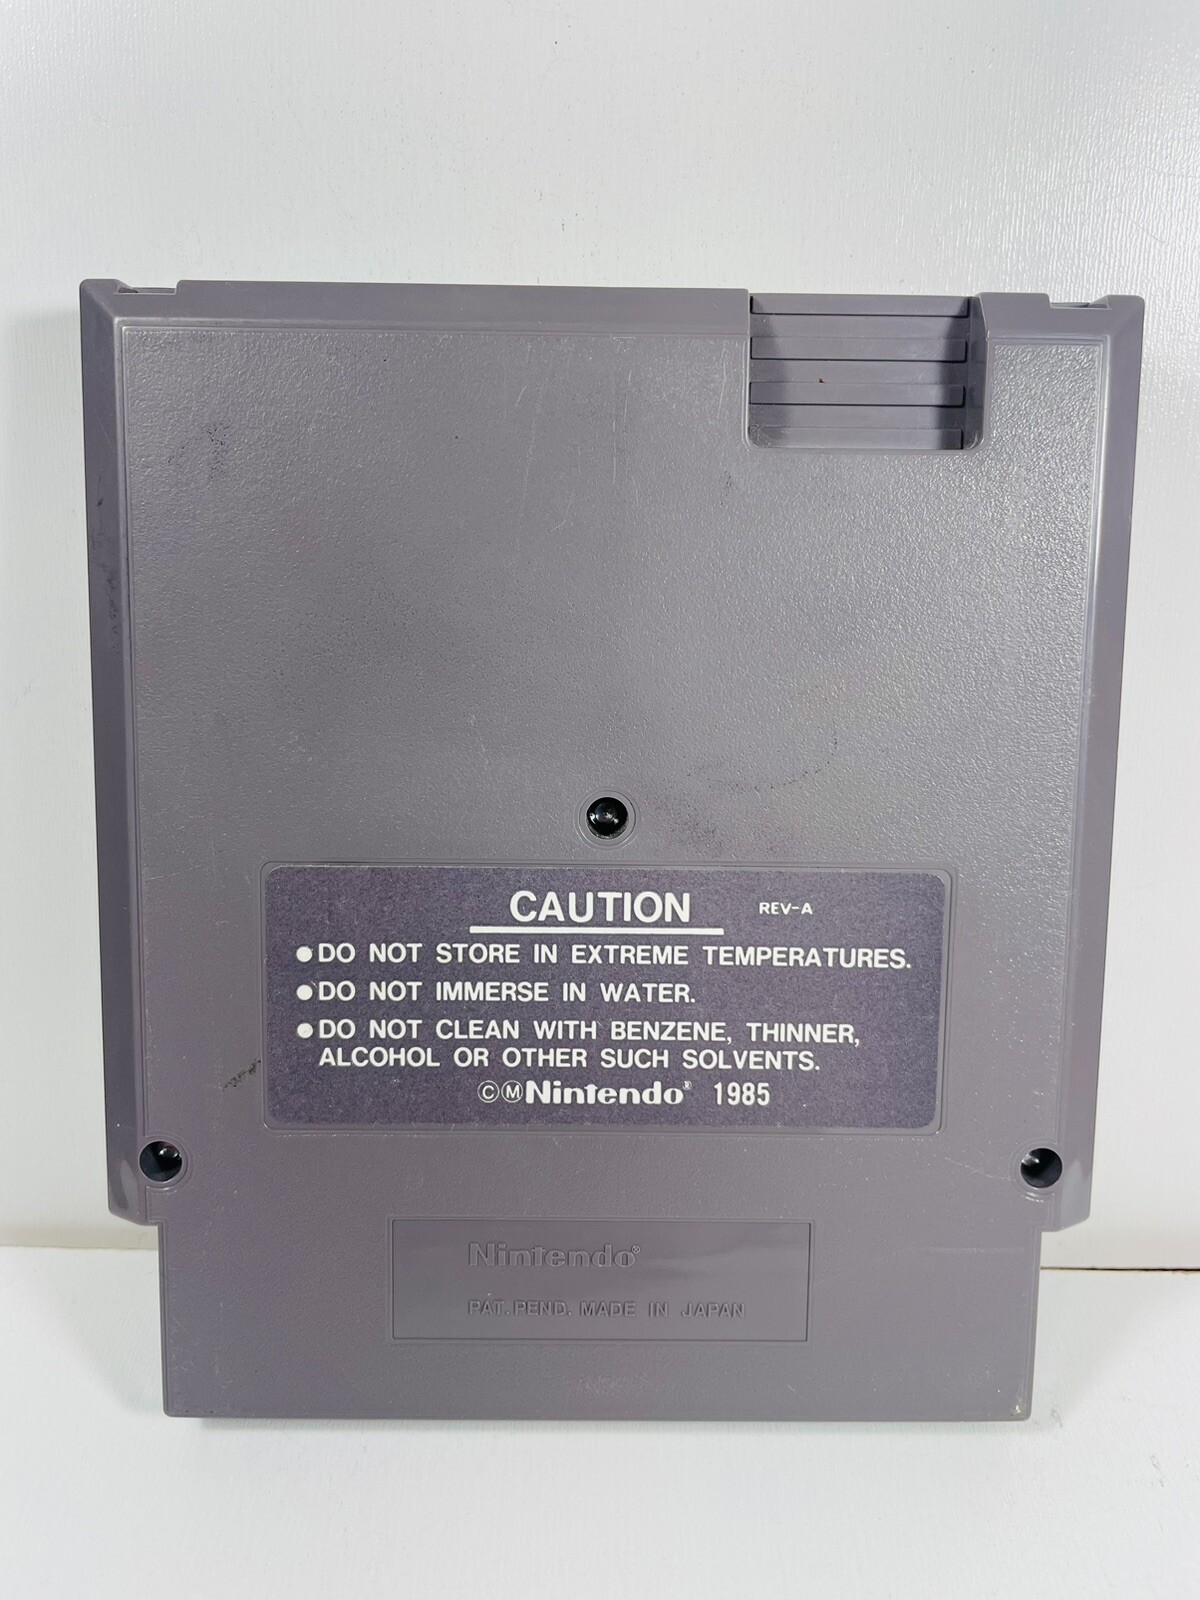 CAUTION REV-A
●DO NOT STORE IN EXTREME TEMPERATURES.
●DO NOT IMMERSE IN WATER.
●DO NOT CLEAN WITH BENZENE, THINNER,
ALCOHOL OR OTHER SUCH SOLVENTS.
©ⓂNintendo® 1985
Nintendo®
PAT. PEND. MADE IN JAPAN